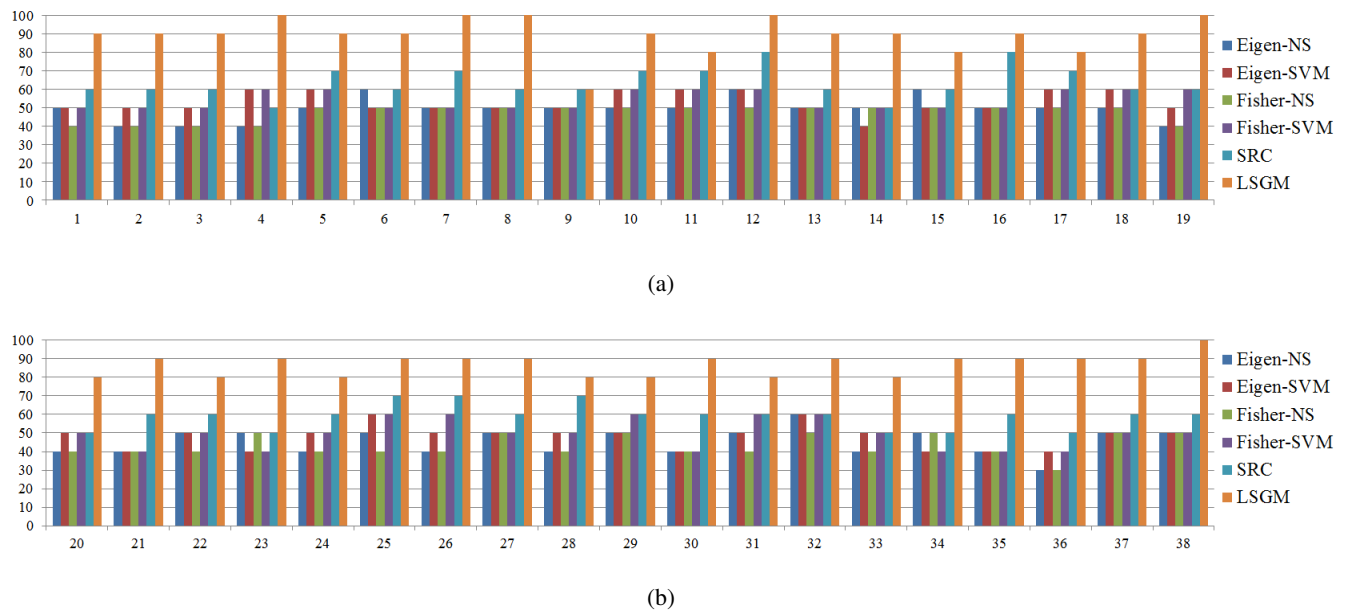 100
90
80
70
60
50
40
30
20
10
0
1 2 3 4 5 6 7 8 9 10 11 12 13 14 15 16 17 18 19
Eigen-NS
Eigen-SVM
Fisher-NS
Fisher-SVM
SRC
LSGM
(a)
100
90
80
70
60
50
40
30
20
10
0
20 21 22 23 24 25 26 27 28 29 30 31 32 33 34 35 36 37 38
Eigen-NS
Eigen-SVM
Fisher-NS
Fisher-SVM
SRC
LSGM
(b)